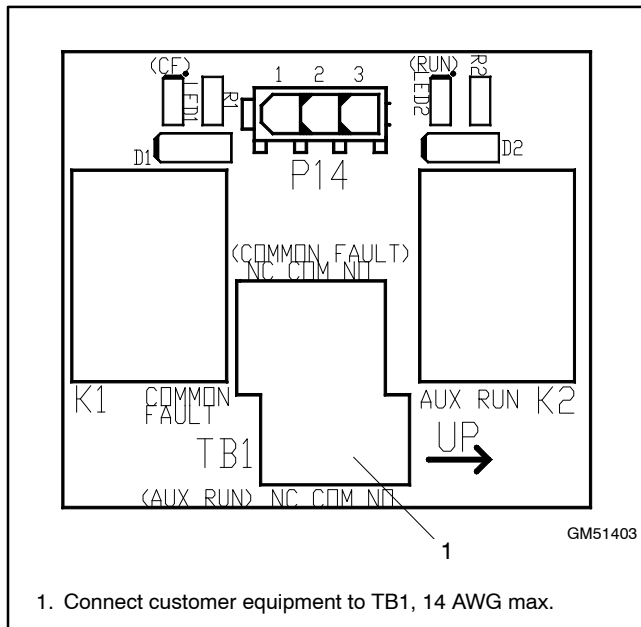 (CF)
LED1
R1
1 2 3
(RUN)
LED2
R2
D1
P14
D2
(COMMON FAULT)
NC COM NO
K1
COMMON
FAULT
AUX RUN
K2
TB1
UP
(AUX RUN) NC COM NO
GM51403
1
1. Connect customer equipment to TB1, 14 AWG max.